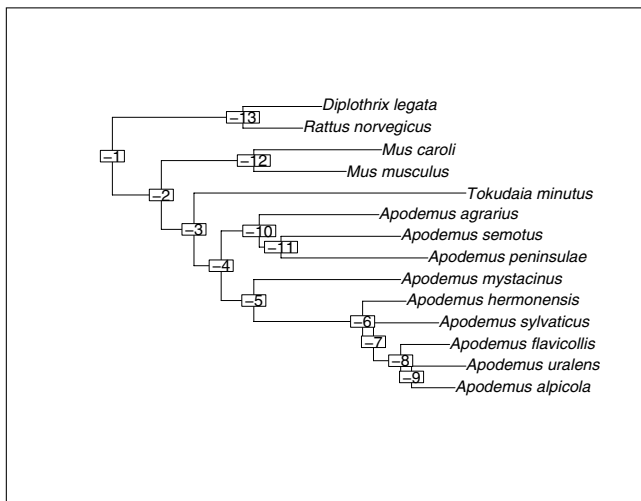 Diplothrix legata
−13
Rattus norvegicus
−1
Mus caroli
−12
Mus musculus
−2
Tokudaia minutus
−3
Apodemus agrarius
−10
Apodemus semotus
−11
Apodemus peninsulae
−4
Apodemus mystacinus
−5
Apodemus hermonensis
−6
Apodemus sylvaticus
−7
Apodemus flavicollis
−8
Apodemus uralens
−9
Apodemus alpicola